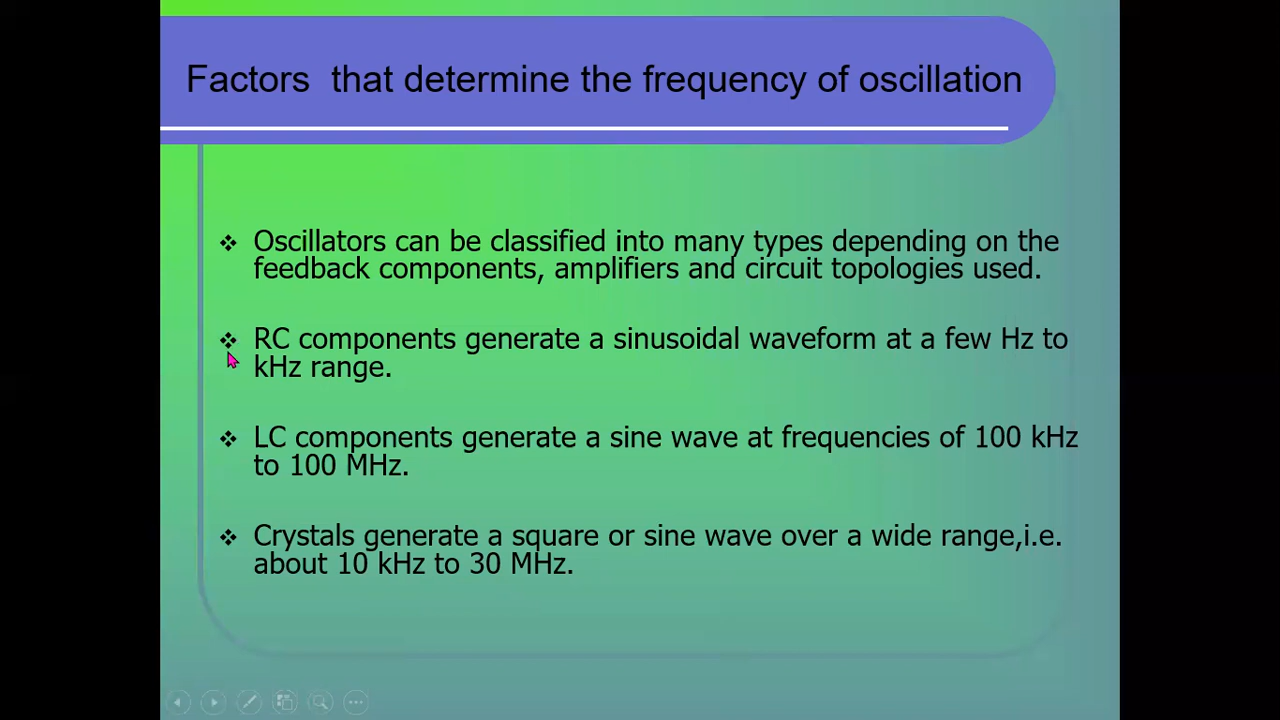 Factors  that determine the frequency of oscillation
Oscillators can be classified into many types depending on the
feedback components, amplifiers and circuit topologies used.
RC components generate a sinusoidal waveform at a few Hz to
kHz range.
LC components generate a sine wave at frequencies of 100 kHz
to 100 MHz.
Crystals generate a square or sine wave over a wide range,i.e.
about 10 kHz to 30 MHz.